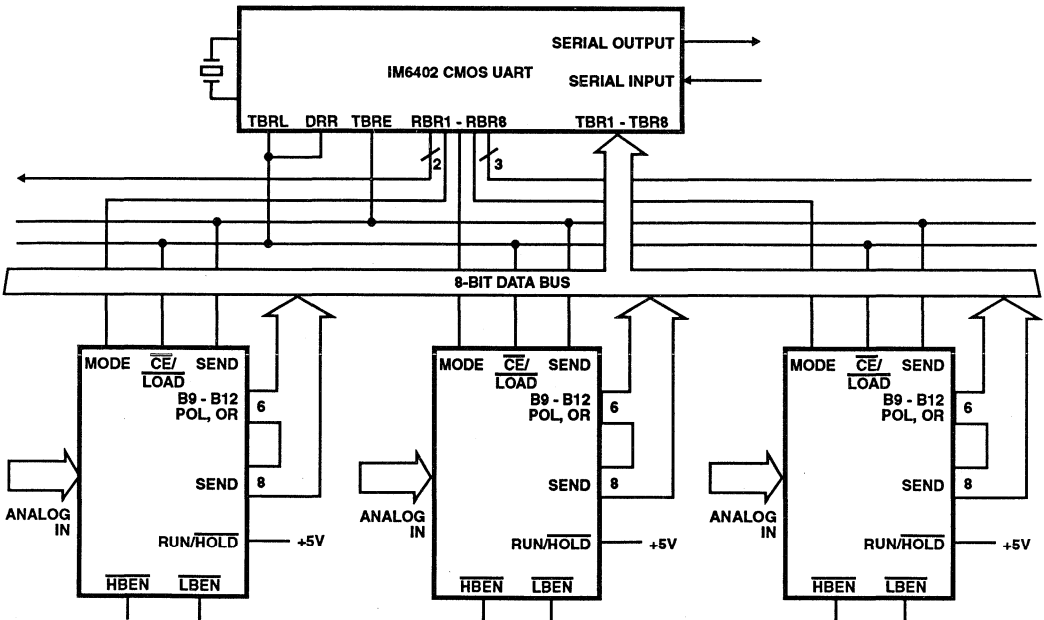 SERIAL OUTPUT
IM6402 CMOS UART
SERIAL INPUT
TBRL DRR TBRE RBR1 - RBR8 TBR1 - TBR8
2 3
8-BIT DATA BUS
MODE CE/ SEND
LOAD
B9 - B12
POL, OR 6
SEND 8
ANALOG
IN
RUN/HOLD +5V
HBEN LBEN
MODE CE/ SEND
LOAD
B9 - B12
POL, OR 6
SEND 8
ANALOG
IN
RUN/HOLD +5V
HBEN LBEN
MODE CE/ SEND
LOAD
B9 - B12
POL, OR 6
SEND 8
ANALOG
IN
RUN/HOLD +5V
HBEN LBEN